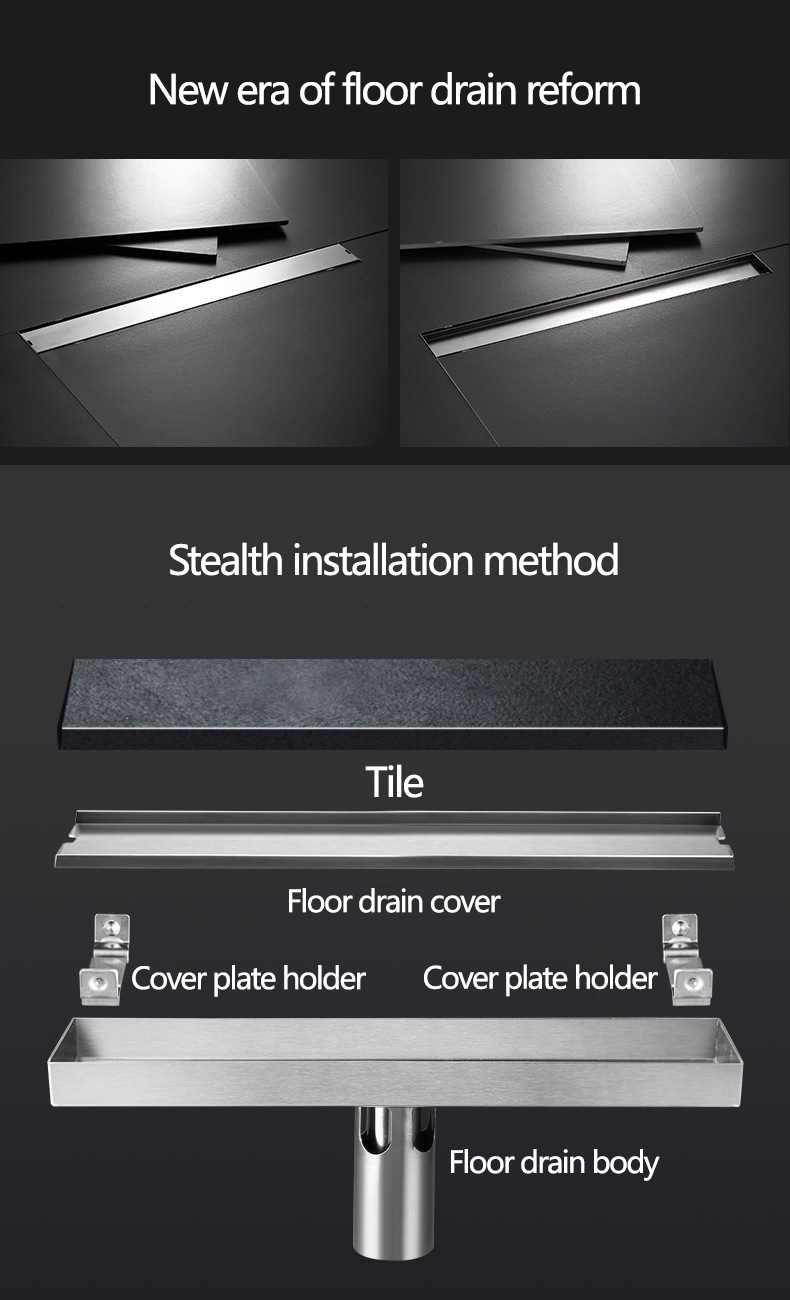 New era of floor drain reform
Stealth installation method
Tile
Floor drain cover
Cover plate holder
Cover plate holder
Floor drain body